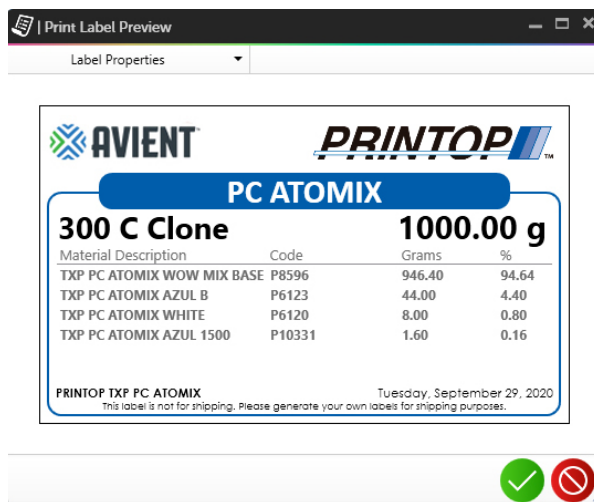 | Print Label Preview
Label Properties
AVIENT
PRINTOP™
PC ATOMIX
300 C Clone 1000.00 g
Material Description Code Grams %
TXP PC ATOMIX WOW MIX BASE P8596 946.40 94.64
TXP PC ATOMIX AZUL B P6123 44.00 4.40
TXP PC ATOMIX WHITE P6120 8.00 0.80
TXP PC ATOMIX AZUL 1500 P10331 1.60 0.16
PRINTOP TXP PC ATOMIX Tuesday, September 29, 2020
This label is not for shipping. Please generate your own labels for shipping purposes.